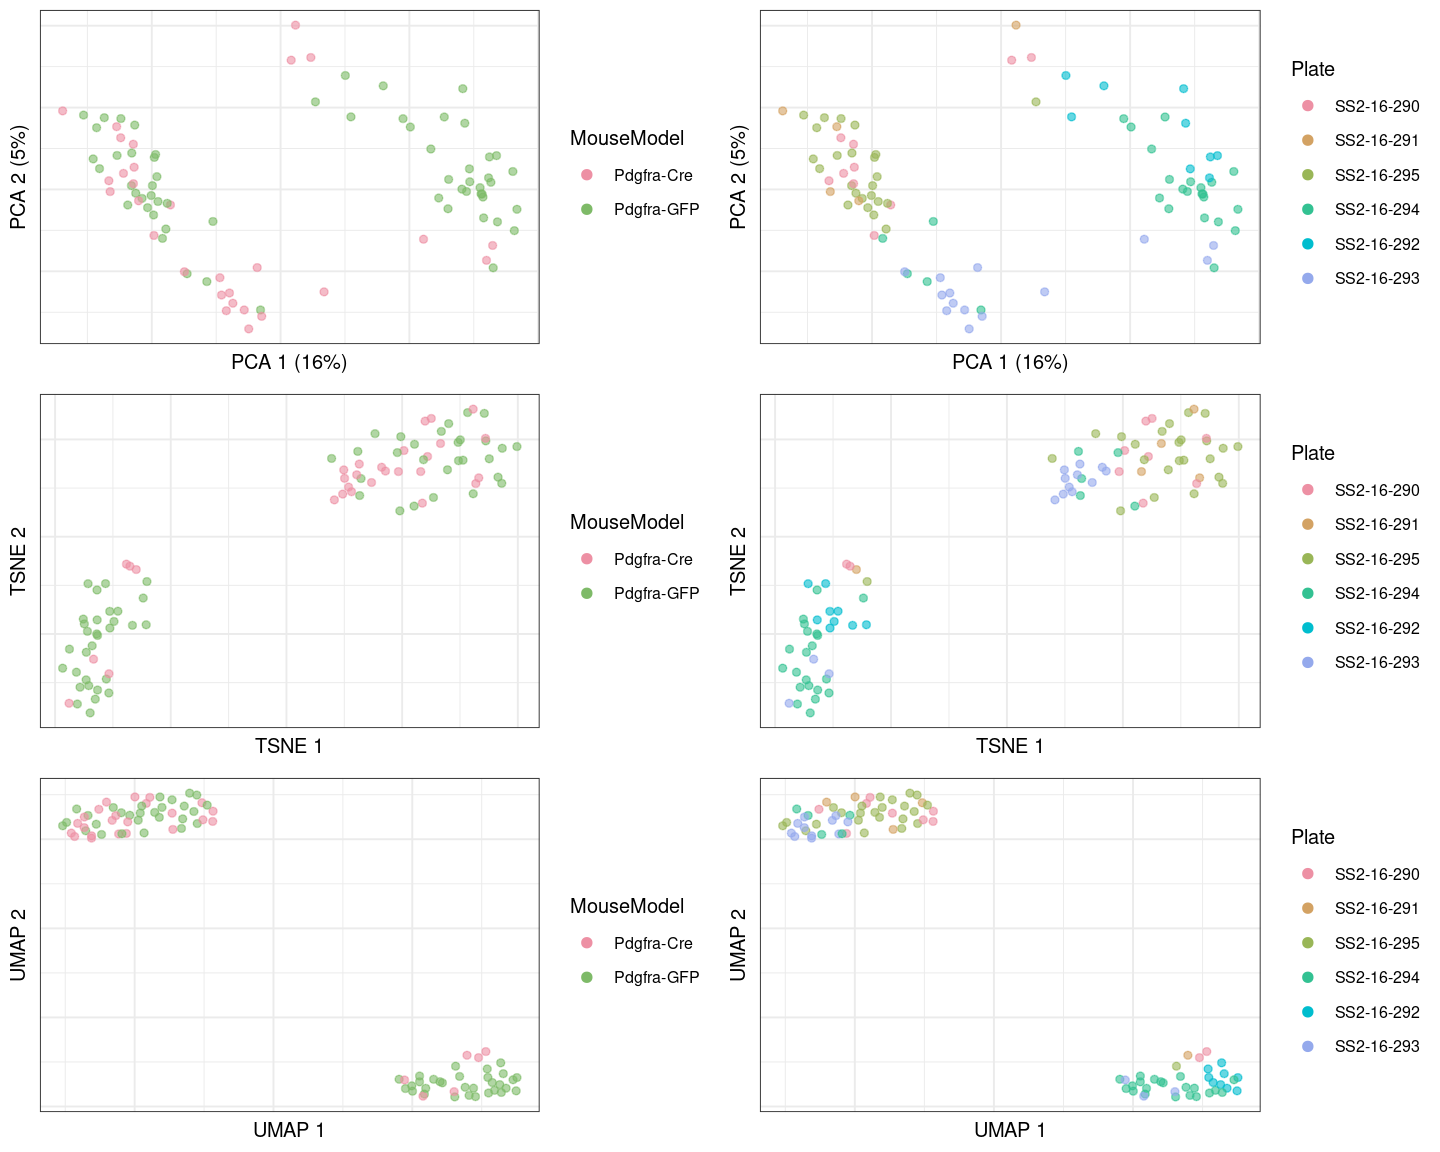 PCA 2 (5%)
PCA 1 (16%)
MouseModel
Pdgfra-Cre
Pdgfra-GFP
PCA 2 (5%)
PCA 1 (16%)
Plate
SS2-16-290
SS2-16-291
SS2-16-295
SS2-16-294
SS2-16-292
SS2-16-293
TSNE 2
TSNE 1
MouseModel
Pdgfra-Cre
Pdgfra-GFP
TSNE 2
TSNE 1
Plate
SS2-16-290
SS2-16-291
SS2-16-295
SS2-16-294
SS2-16-292
SS2-16-293
UMAP 2
UMAP 1
MouseModel
Pdgfra-Cre
Pdgfra-GFP
UMAP 2
UMAP 1
Plate
SS2-16-290
SS2-16-291
SS2-16-295
SS2-16-294
SS2-16-292
SS2-16-293